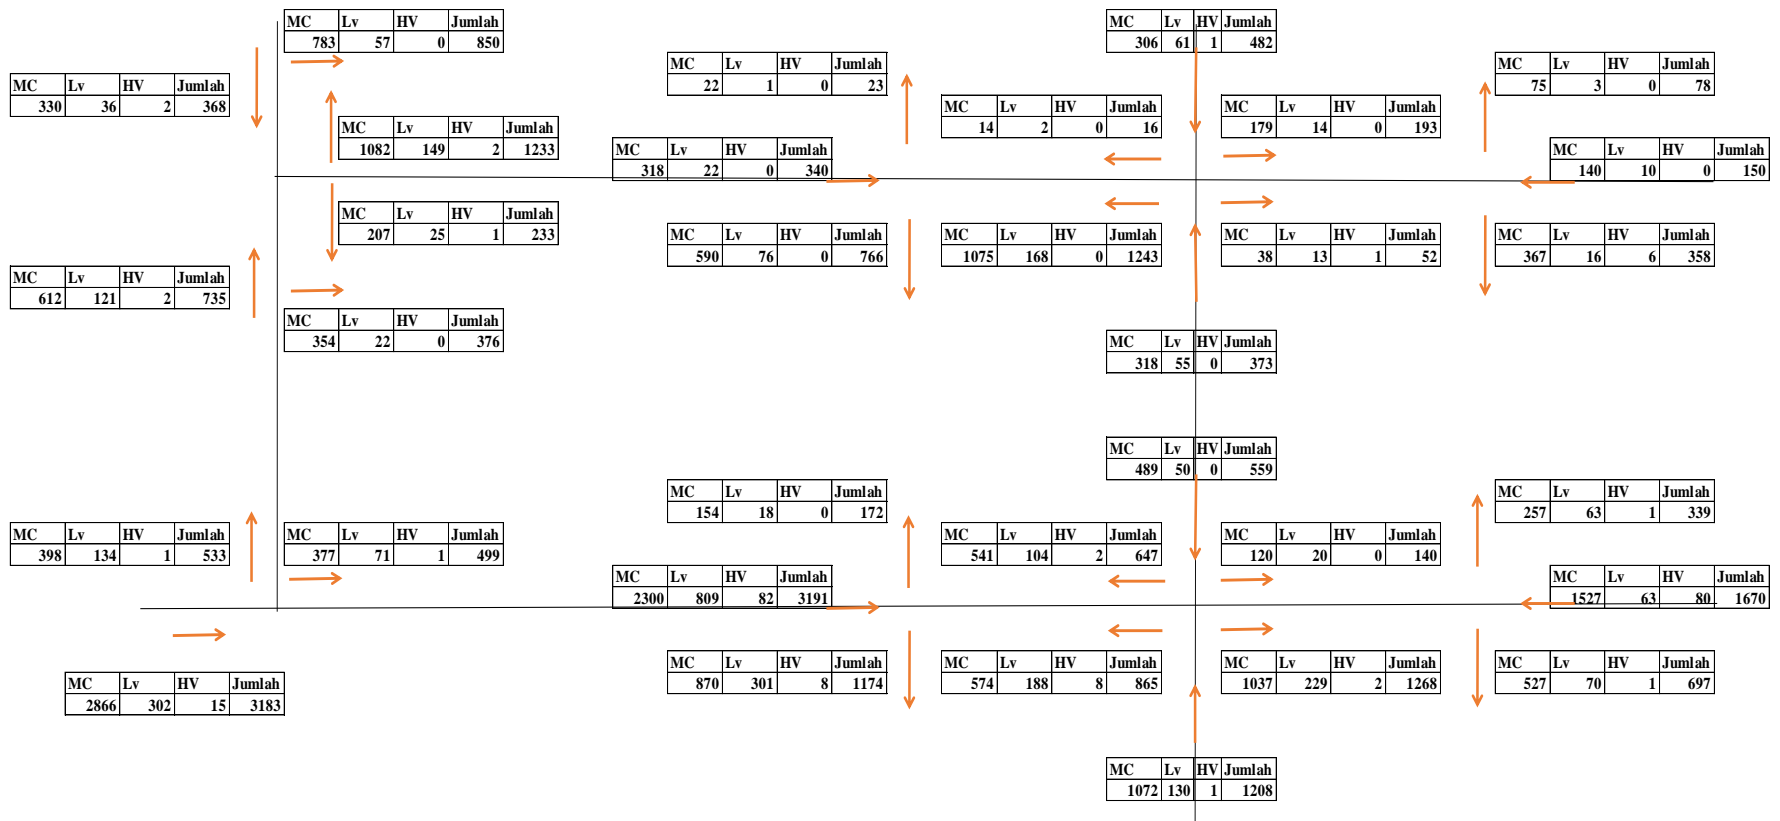 MC Lv HV Jumlah
783 57 0 850
MC Lv HV Jumlah
306 61 1 482
MC Lv HV Jumlah
22 1 0 23
MC Lv HV Jumlah
75 3 0 78
MC Lv HV Jumlah
330 36 2 368
MC Lv HV Jumlah
14 2 0 16
MC Lv HV Jumlah
179 14 0 193
MC Lv HV Jumlah
1082 149 2 1233
MC Lv HV Jumlah
318 22 0 340
MC Lv HV Jumlah
140 10 0 150
MC Lv HV Jumlah
207 25 1 233
MC Lv HV Jumlah
590 76 0 766
MC Lv HV Jumlah
1075 168 0 1243
MC Lv HV Jumlah
38 13 1 52
MC Lv HV Jumlah
367 16 6 358
MC Lv HV Jumlah
612 121 2 735
MC Lv HV Jumlah
354 22 0 376
MC Lv HV Jumlah
318 55 0 373
MC Lv HV Jumlah
489 50 0 559
MC Lv HV Jumlah
154 18 0 172
MC Lv HV Jumlah
257 63 1 339
MC Lv HV Jumlah
398 134 1 533
MC Lv HV Jumlah
377 71 1 499
MC Lv HV Jumlah
541 104 2 647
MC Lv HV Jumlah
120 20 0 140
MC Lv HV Jumlah
2300 809 82 3191
MC Lv HV Jumlah
1527 63 80 1670
MC Lv HV Jumlah
870 301 8 1174
MC Lv HV Jumlah
574 188 8 865
MC Lv HV Jumlah
1037 229 2 1268
MC Lv HV Jumlah
527 70 1 697
MC Lv HV Jumlah
2866 302 15 3183
MC Lv HV Jumlah
1072 130 1 1208